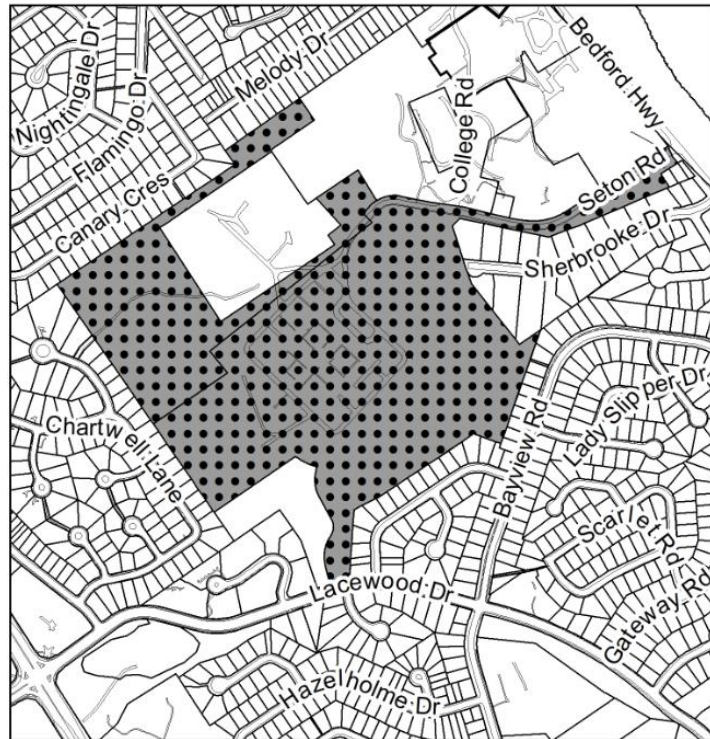 Nightingale Dr
Flamingo Dr
Melody Dr
Canary Cres
College Rd
Bedford Hwy
Seton Rd
Sherbrooke Dr
Chartwell Lane
Lady Slipper Dr
Bayview Rd
Scarlet Rd
Gateway Rd
Lacewood Dr
Hazelholme Dr